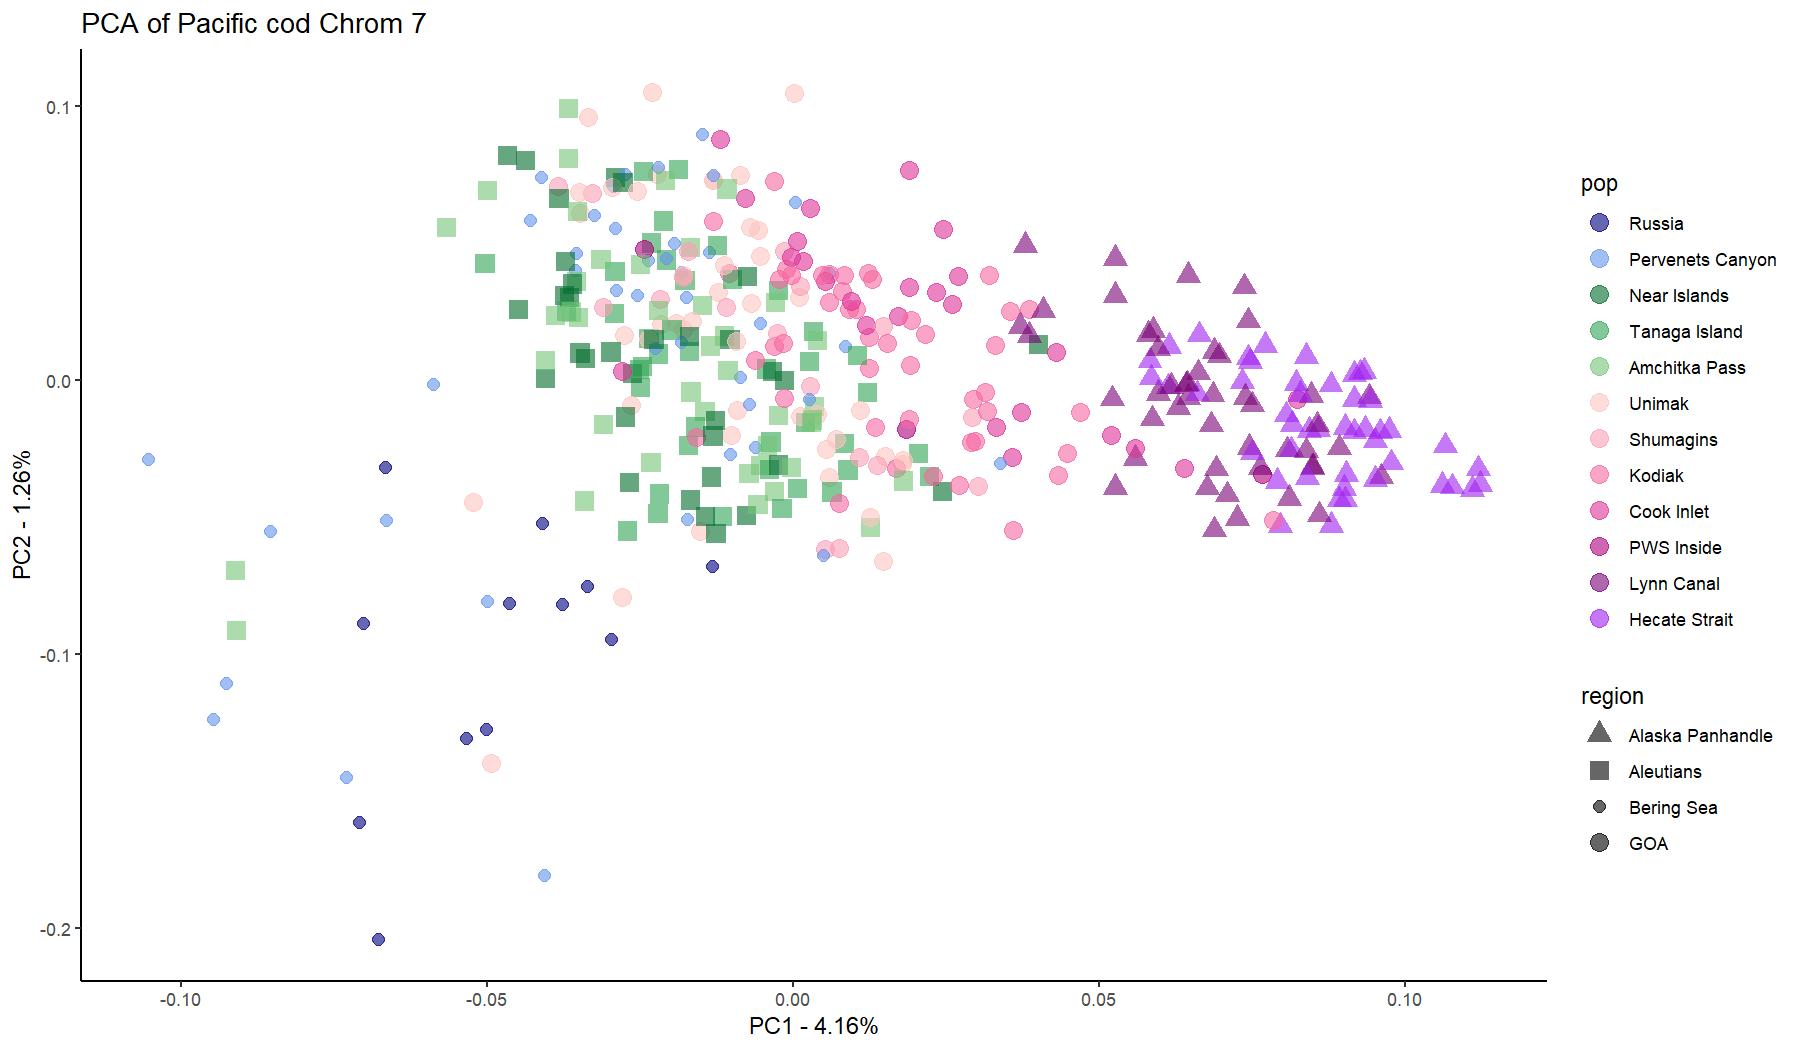 PCA of Pacific cod Chrom 7
PC2 - 1.26%
0.1
0.0
-0.1
-0.2
-0.10
-0.05
0.00
0.05
0.10
PC1 - 4.16%
pop
Russia
Pervenets Canyon
Near Islands
Tanaga Island
Amchitka Pass
Unimak
Shumagins
Kodiak
Cook Inlet
PWS Inside
Lynn Canal
Hecate Strait
region
Alaska Panhandle
Aleutians
Bering Sea
GOA